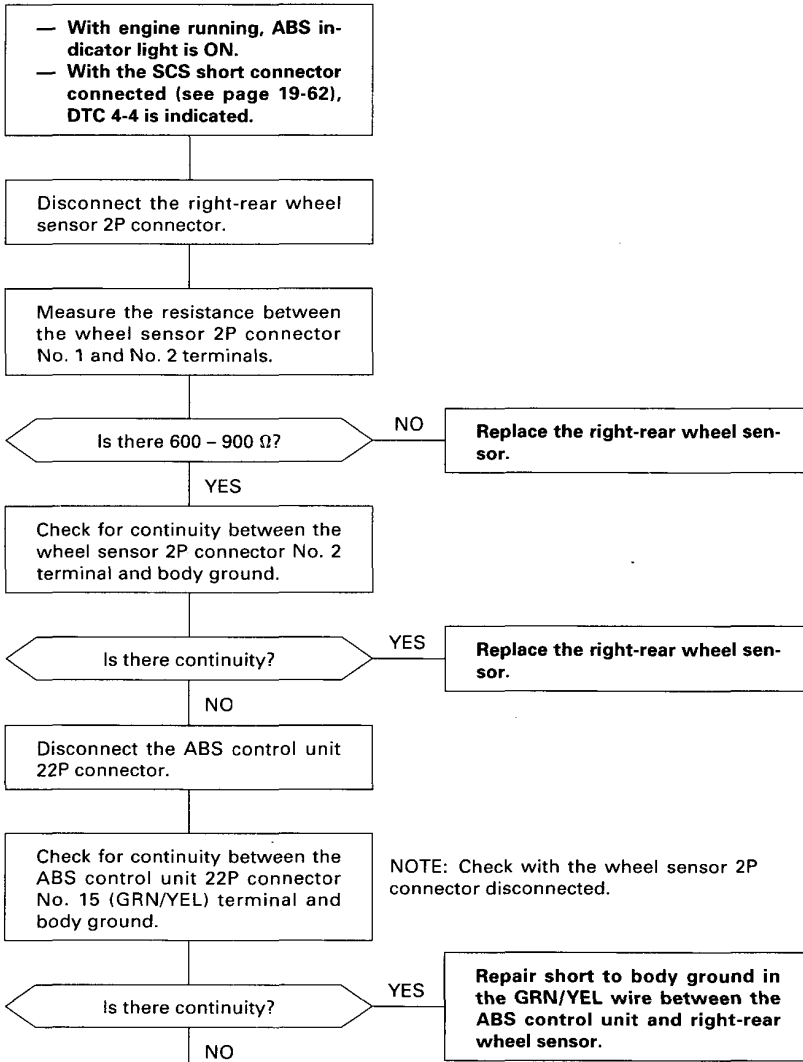 — With engine running, ABS in-
dicator light is ON.
— With the SCS short connector
connected (see page 19-62),
DTC 4-4 is indicated.
Disconnect the right-rear wheel
sensor 2P connector.
Measure the resistance between
the wheel sensor 2P connector
No. 1 and No. 2 terminals.
Is there 600 – 900 Ω?
NO
Replace the right-rear wheel sen-
sor.
YES
Check for continuity between the
wheel sensor 2P connector No. 2
terminal and body ground.
Is there continuity?
YES
Replace the right-rear wheel sen-
sor.
NO
Disconnect the ABS control unit
22P connector.
Check for continuity between the
ABS control unit 22P connector
No. 15 (GRN/YEL) terminal and
body ground.
NOTE: Check with the wheel sensor 2P
connector disconnected.
Is there continuity?
YES
Repair short to body ground in
the GRN/YEL wire between the
ABS control unit and right-rear
wheel sensor.
NO